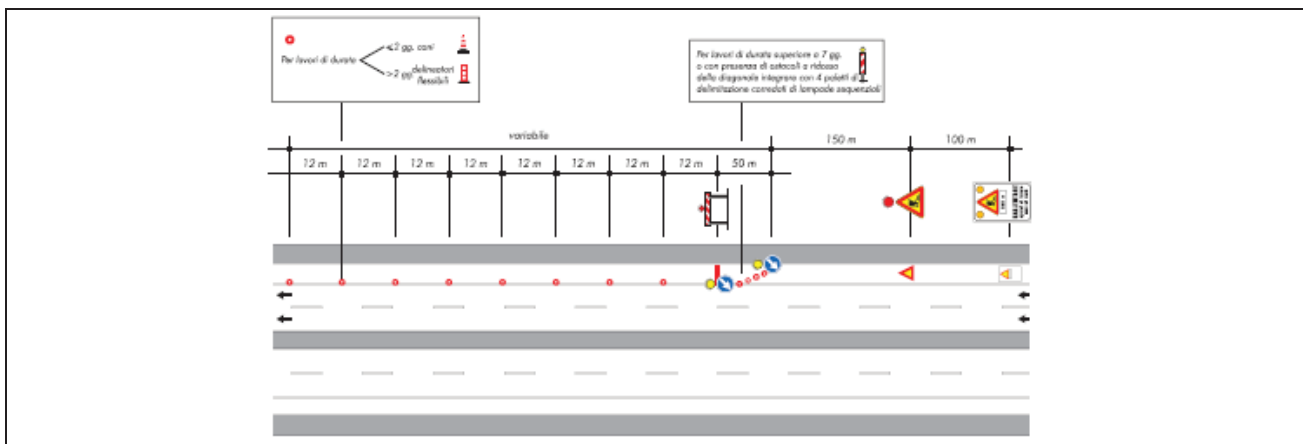 Per lavori di durata
≤2 gg. coni
>2 gg. delineatori
flessibili
Per lavori di durata superiore a 7 gg.
o con presenza di ostacoli a ridosso
della diagonale integrare con 4 paletti di
delimitazione corredati di lampade sequenziali
variabile
150 m
100 m
12 m
12 m
12 m
12 m
12 m
12 m
12 m
12 m
50 m